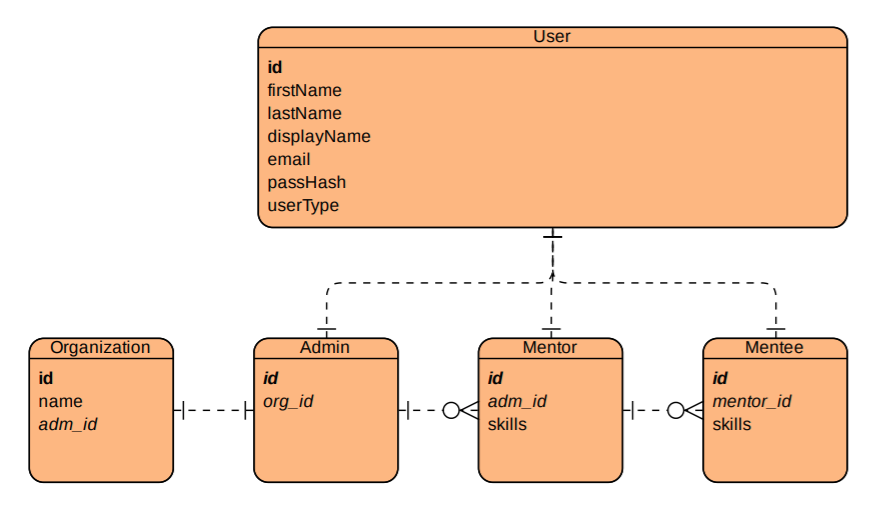 User
id
firstName
lastName
displayName
email
passHash
userType
Organization
id
name
adm_id
Admin
id
org_id
Mentor
id
adm_id
skills
Mentee
id
mentor_id
skills